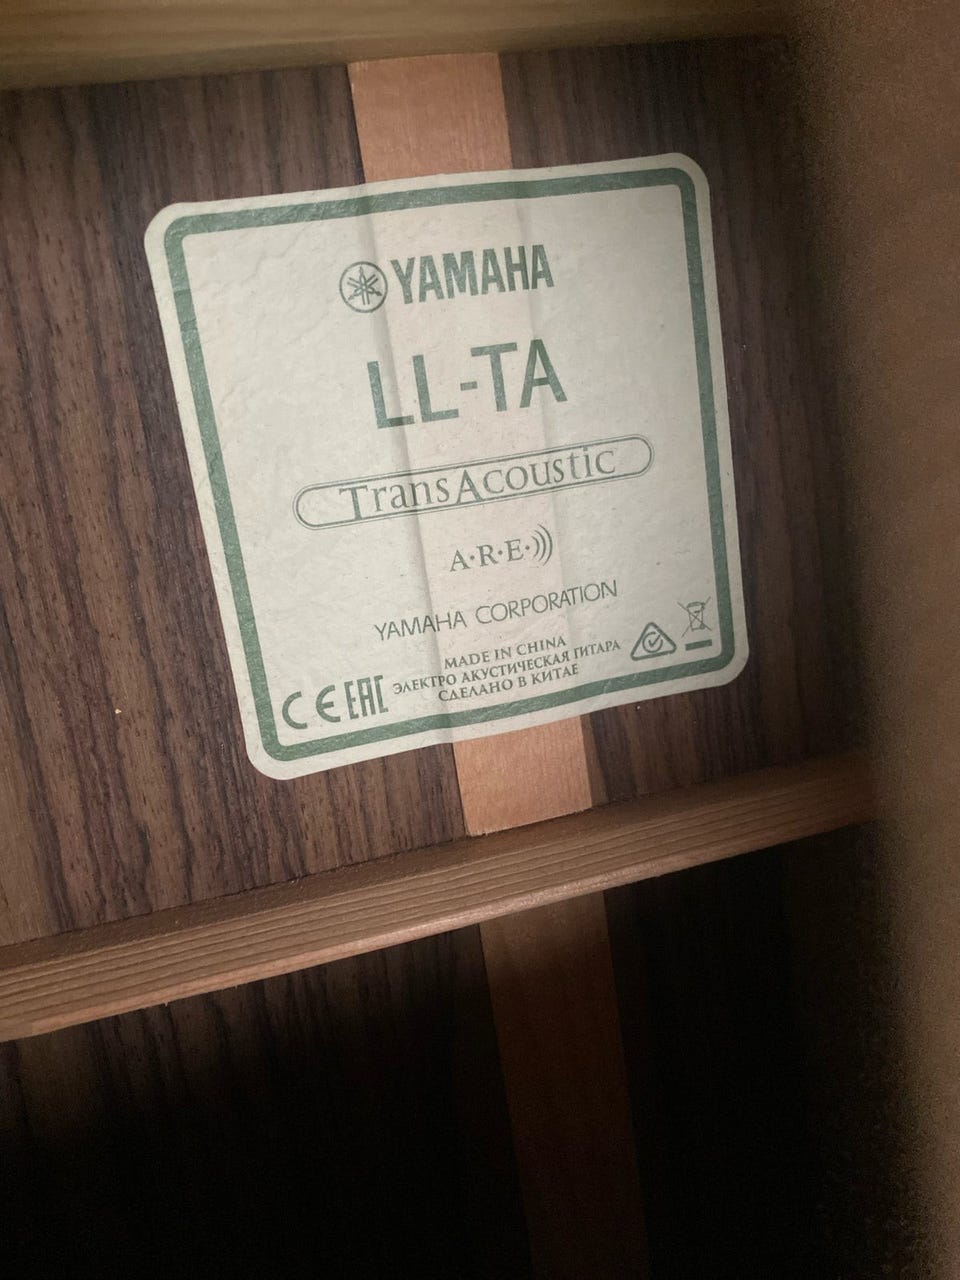 YAMAHA
LL-TA
TransAcoustic
A·R·E·
YAMAHA CORPORATION
MADE IN CHINA
ЭЛЕКТРО АКУСТИЧЕСКАЯ ГИТАРА
СДЕЛАНО В КИТАЕ
CE EAC